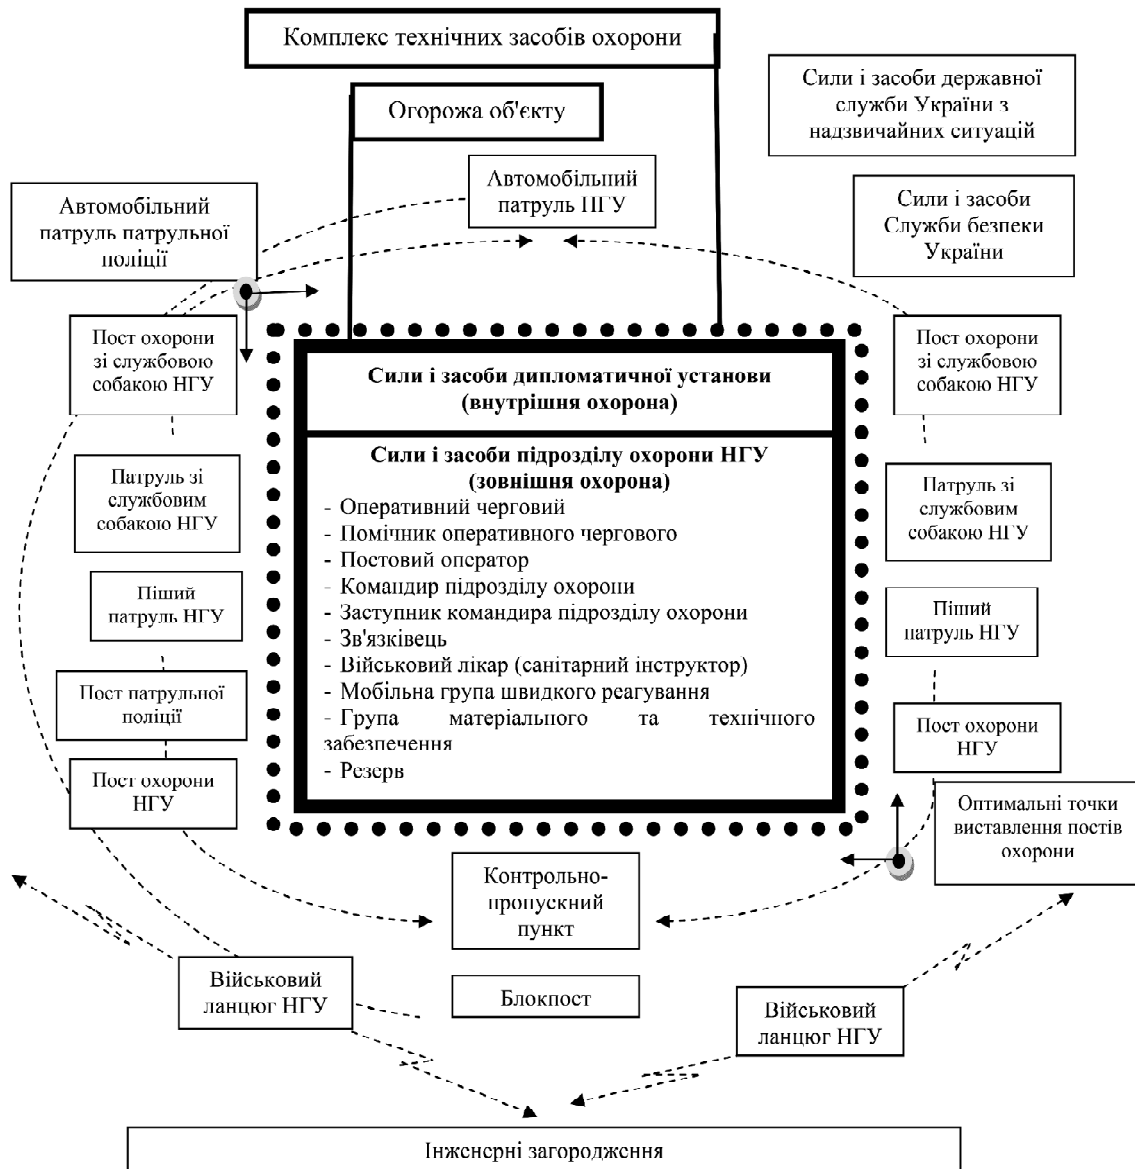 Комплекс технічних засобів охорони
Огорожа об'єкту
Сили і засоби державної
служби України з
надзвичайних ситуацій
Автомобільний
патруль НГУ
Автомобільний
патруль патрульної
поліції
Сили і засоби
Служби безпеки
України
Пост охорони
зі службовою
собакою НГУ
Пост охорони
зі службовою
собакою НГУ
Сили і засоби дипломатичної установи
(внутрішня охорона)
Сили і засоби підрозділу охорони НГУ
(зовнішня охорона)
- Оперативний черговий
- Помічник оперативного чергового
- Постовий оператор
- Командир підрозділу охорони
- Заступник командира підрозділу охорони
- Зв'язківець
- Військовий лікар (санітарний інструктор)
- Мобільна група швидкого реагування
- Група матеріального та технічного
забезпечення
- Резерв
Патруль зі
службовим
собакою НГУ
Патруль зі
службовим
собакою НГУ
Піший
патруль НГУ
Піший
патруль НГУ
Пост патрульної
поліції
Пост охорони
НГУ
Пост охорони
НГУ
Оптимальні точки
виставлення постів
охорони
Контрольно-
пропускний
пункт
Військовий
ланцюг НГУ
Блокпост
Військовий
ланцюг НГУ
Інженерні загородження